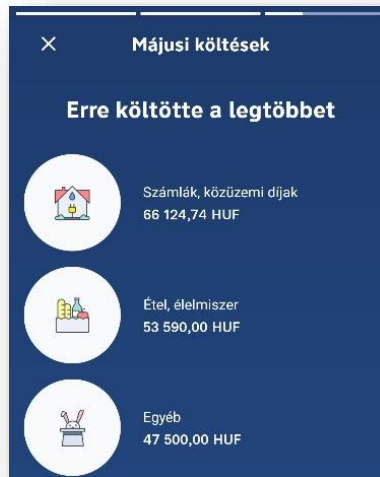 Májusi költések
Erre költötte a legtöbbet
Számlák, közüzemi díjak
66 124,74 HUF
Étel, élelmiszer
53 590,00 HUF
Egyéb
47 500,00 HUF